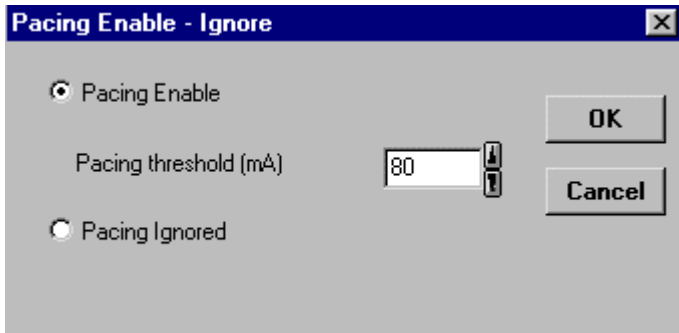 Pacing Enable - Ignore
Pacing Enable
OK
Pacing threshold (mA) 80
Cancel
Pacing Ignored